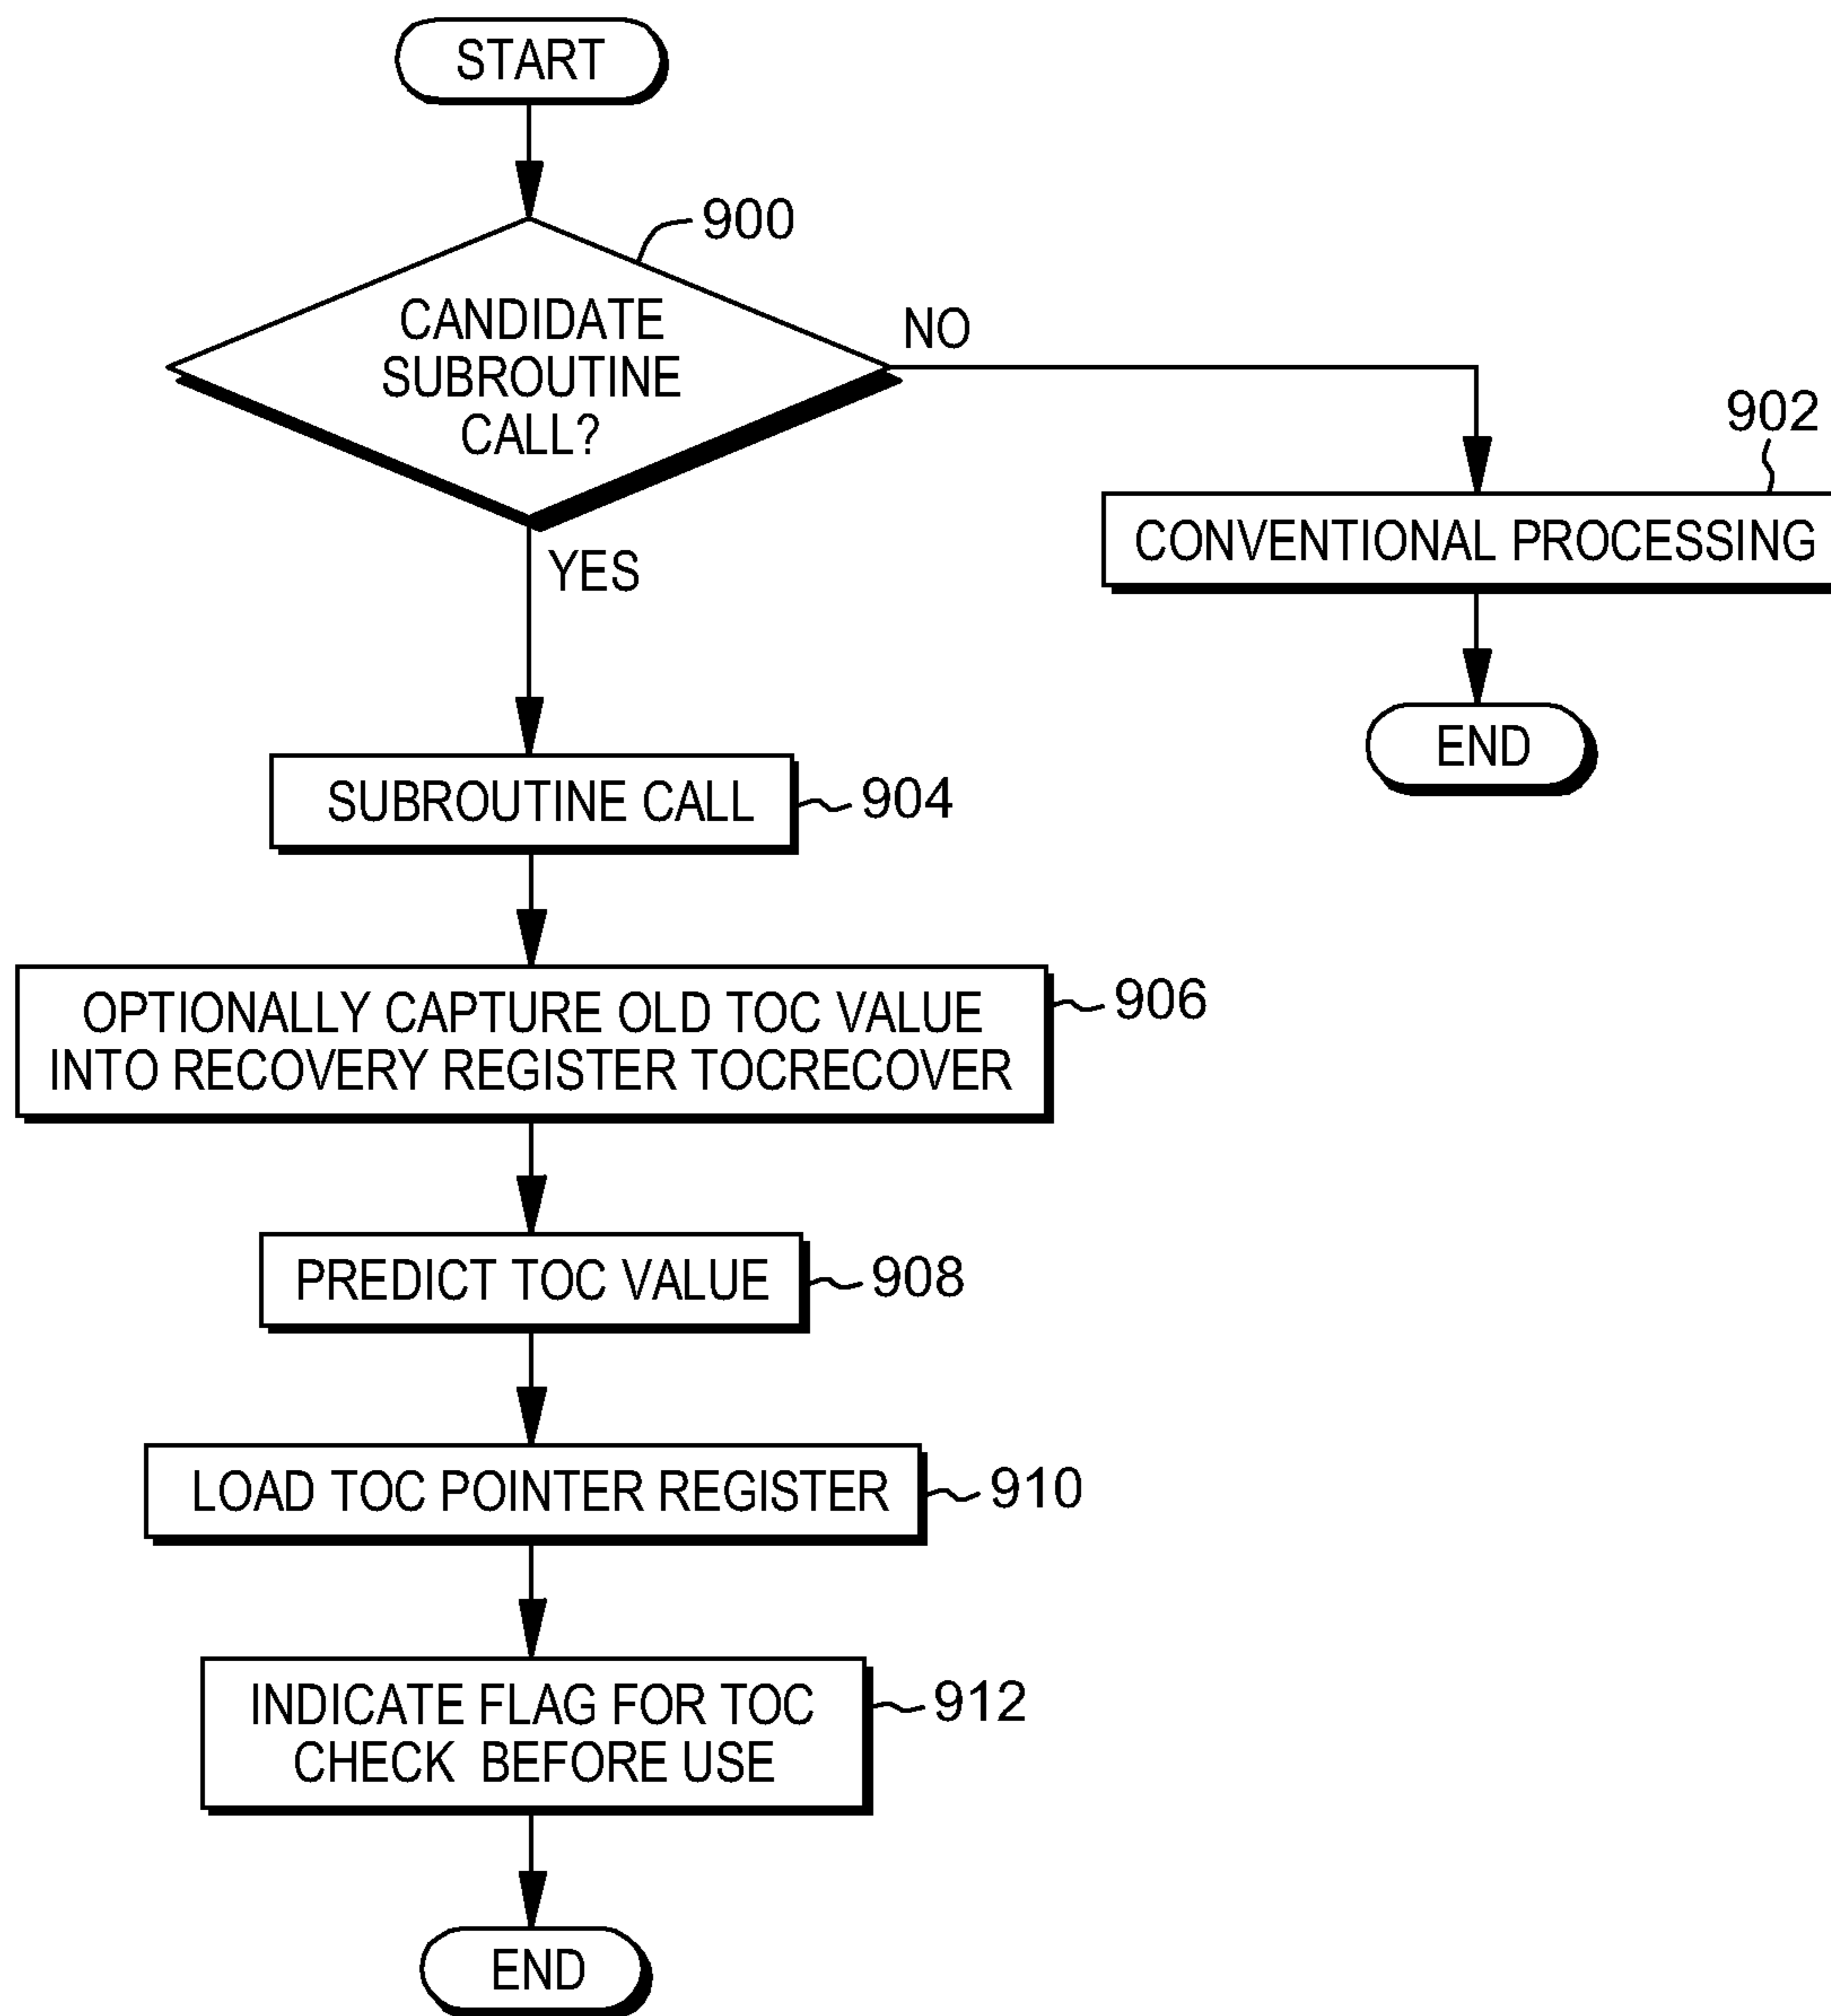 START
900
CANDIDATE
SUBROUTINE
CALL?
NO
YES
902
CONVENTIONAL PROCESSING
END
SUBROUTINE CALL
904
OPTIONALLY CAPTURE OLD TOC VALUE
INTO RECOVERY REGISTER TOCRECOVER
906
PREDICT TOC VALUE
908
LOAD TOC POINTER REGISTER
910
INDICATE FLAG FOR TOC
CHECK BEFORE USE
912
END